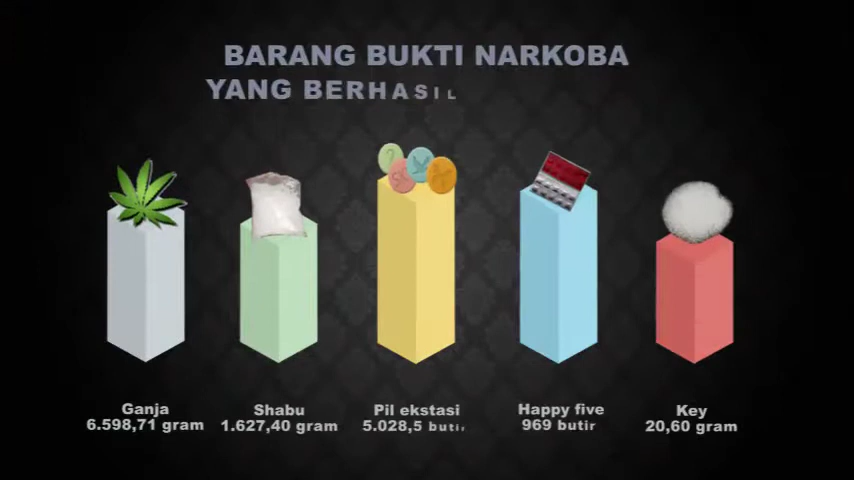 BARANG BUKTI NARKOBA
YANG BERHASIL
Ganja
6.598,71 gram
Shabu
1.627,40 gram
Pil ekstasi
5.028,5 butir
Happy five
969 butir
Key
20,60 gram